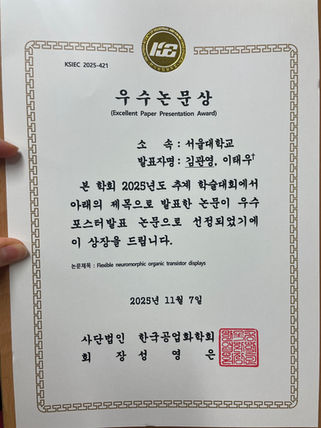 KSIEC 2025-421
우수논문상
(Excellent Paper Presentation Award)
소 속 : 서울대학교
발표자명 : 김관영, 이태우†
본 학회 2025년도 추계 학술대회에서
아래의 제목으로 발표한 논문이 우수
포스터발표 논문으로 선정되었기에
이 상장을 드립니다.
논문제목 : Flexible neuromorphic organic transistor displays
2025년 11월 7일
사단법인 한국공업화학회
회 장 성 영 은